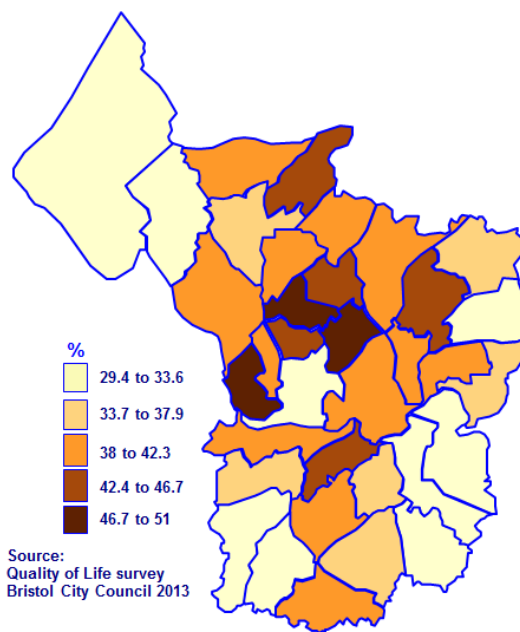 %
29.4 to 33.6
33.7 to 37.9
38 to 42.3
42.4 to 46.7
46.7 to 51
Source:
Quality of Life survey
Bristol City Council 2013